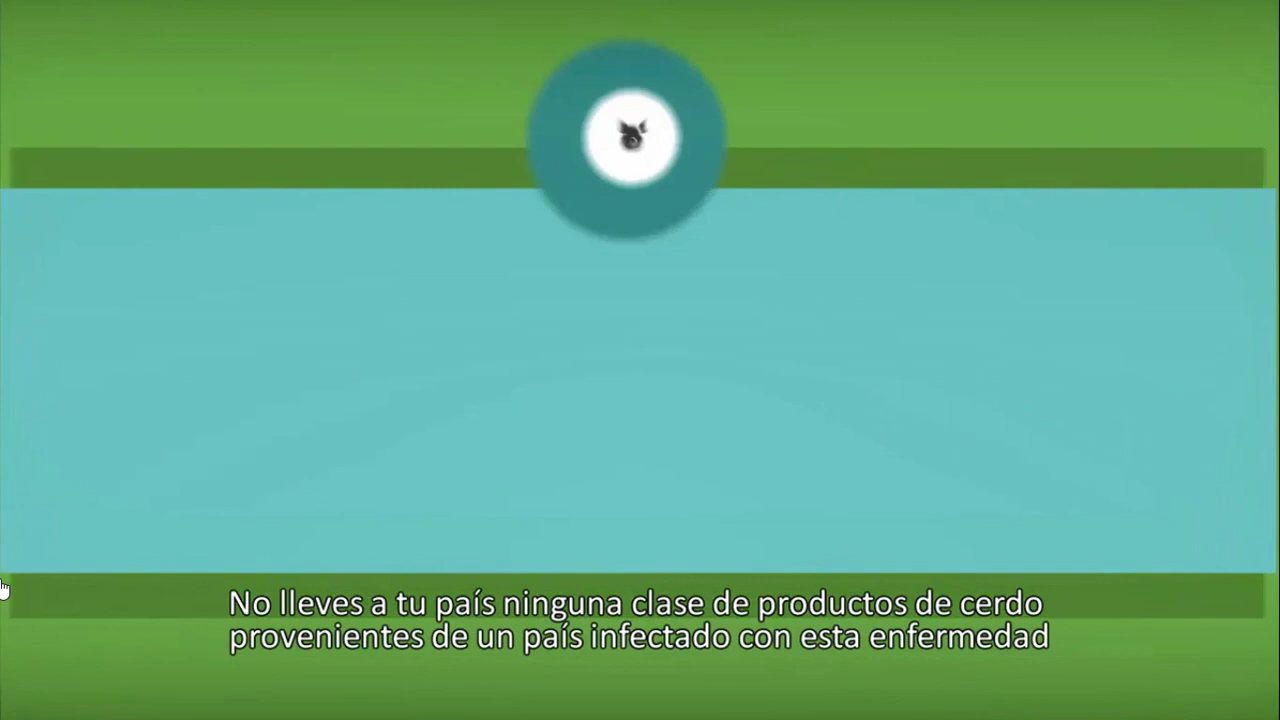 No lleves a tu país ninguna clase de productos de cerdo
provenientes de un país infectado con esta enfermedad